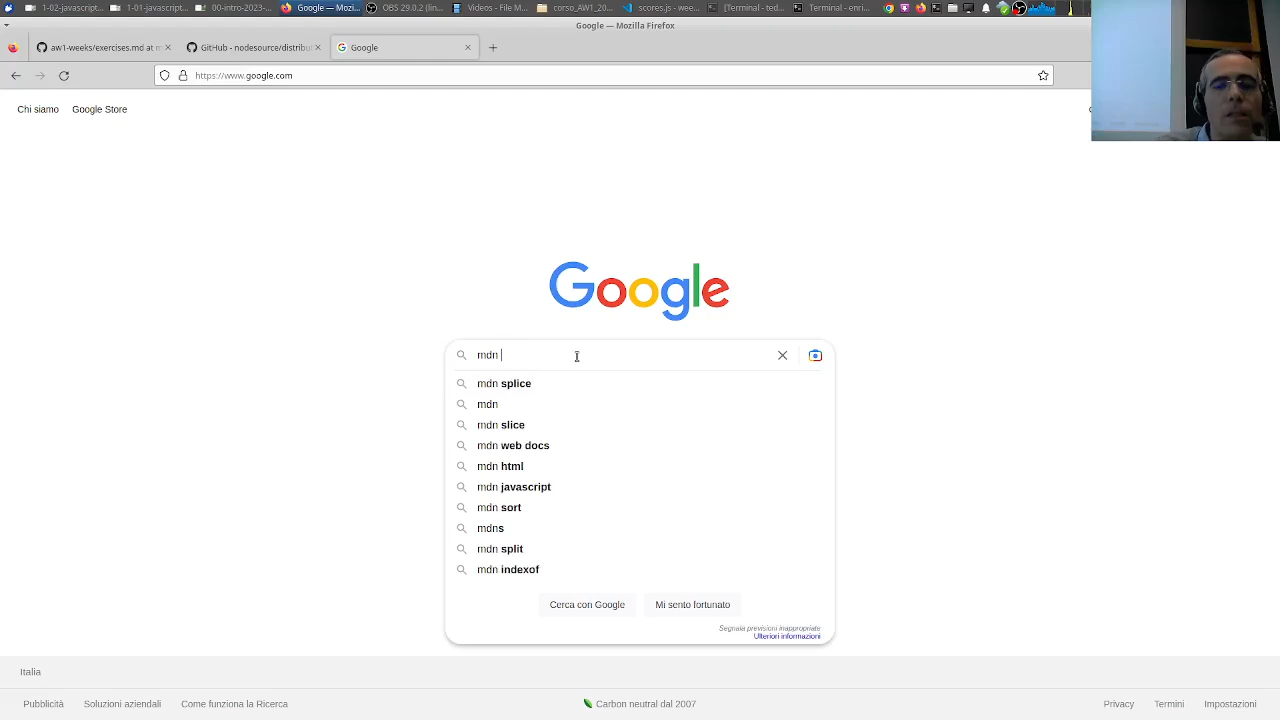 Google — Mo...
OBS 29.0.2 (lin...
Videos - File M...
corso_AW1_20...
scores.js - wee...
[Terminal - ted...
Terminal - enri...
1-01-javascript...
1-01-javascript...
00-intro-2023-...
Google — Mozilla Firefox
aw1-weeks/exercises.md at m
GitHub - nodesource/distribut
Google
https://www.google.com
Chi siamo
Google Store
Google
mdn
mdn splice
mdn
mdn slice
mdn web docs
mdn html
mdn javascript
mdn sort
mdns
mdn split
mdn indexof
Cerca con Google
Mi sento fortunato
Segnala previsioni inappropriate
Ulteriori informazioni
Italia
Pubblicità
Soluzioni aziendali
Come funziona la Ricerca
Carbon neutral dal 2007
Privacy
Termini
Impostazioni